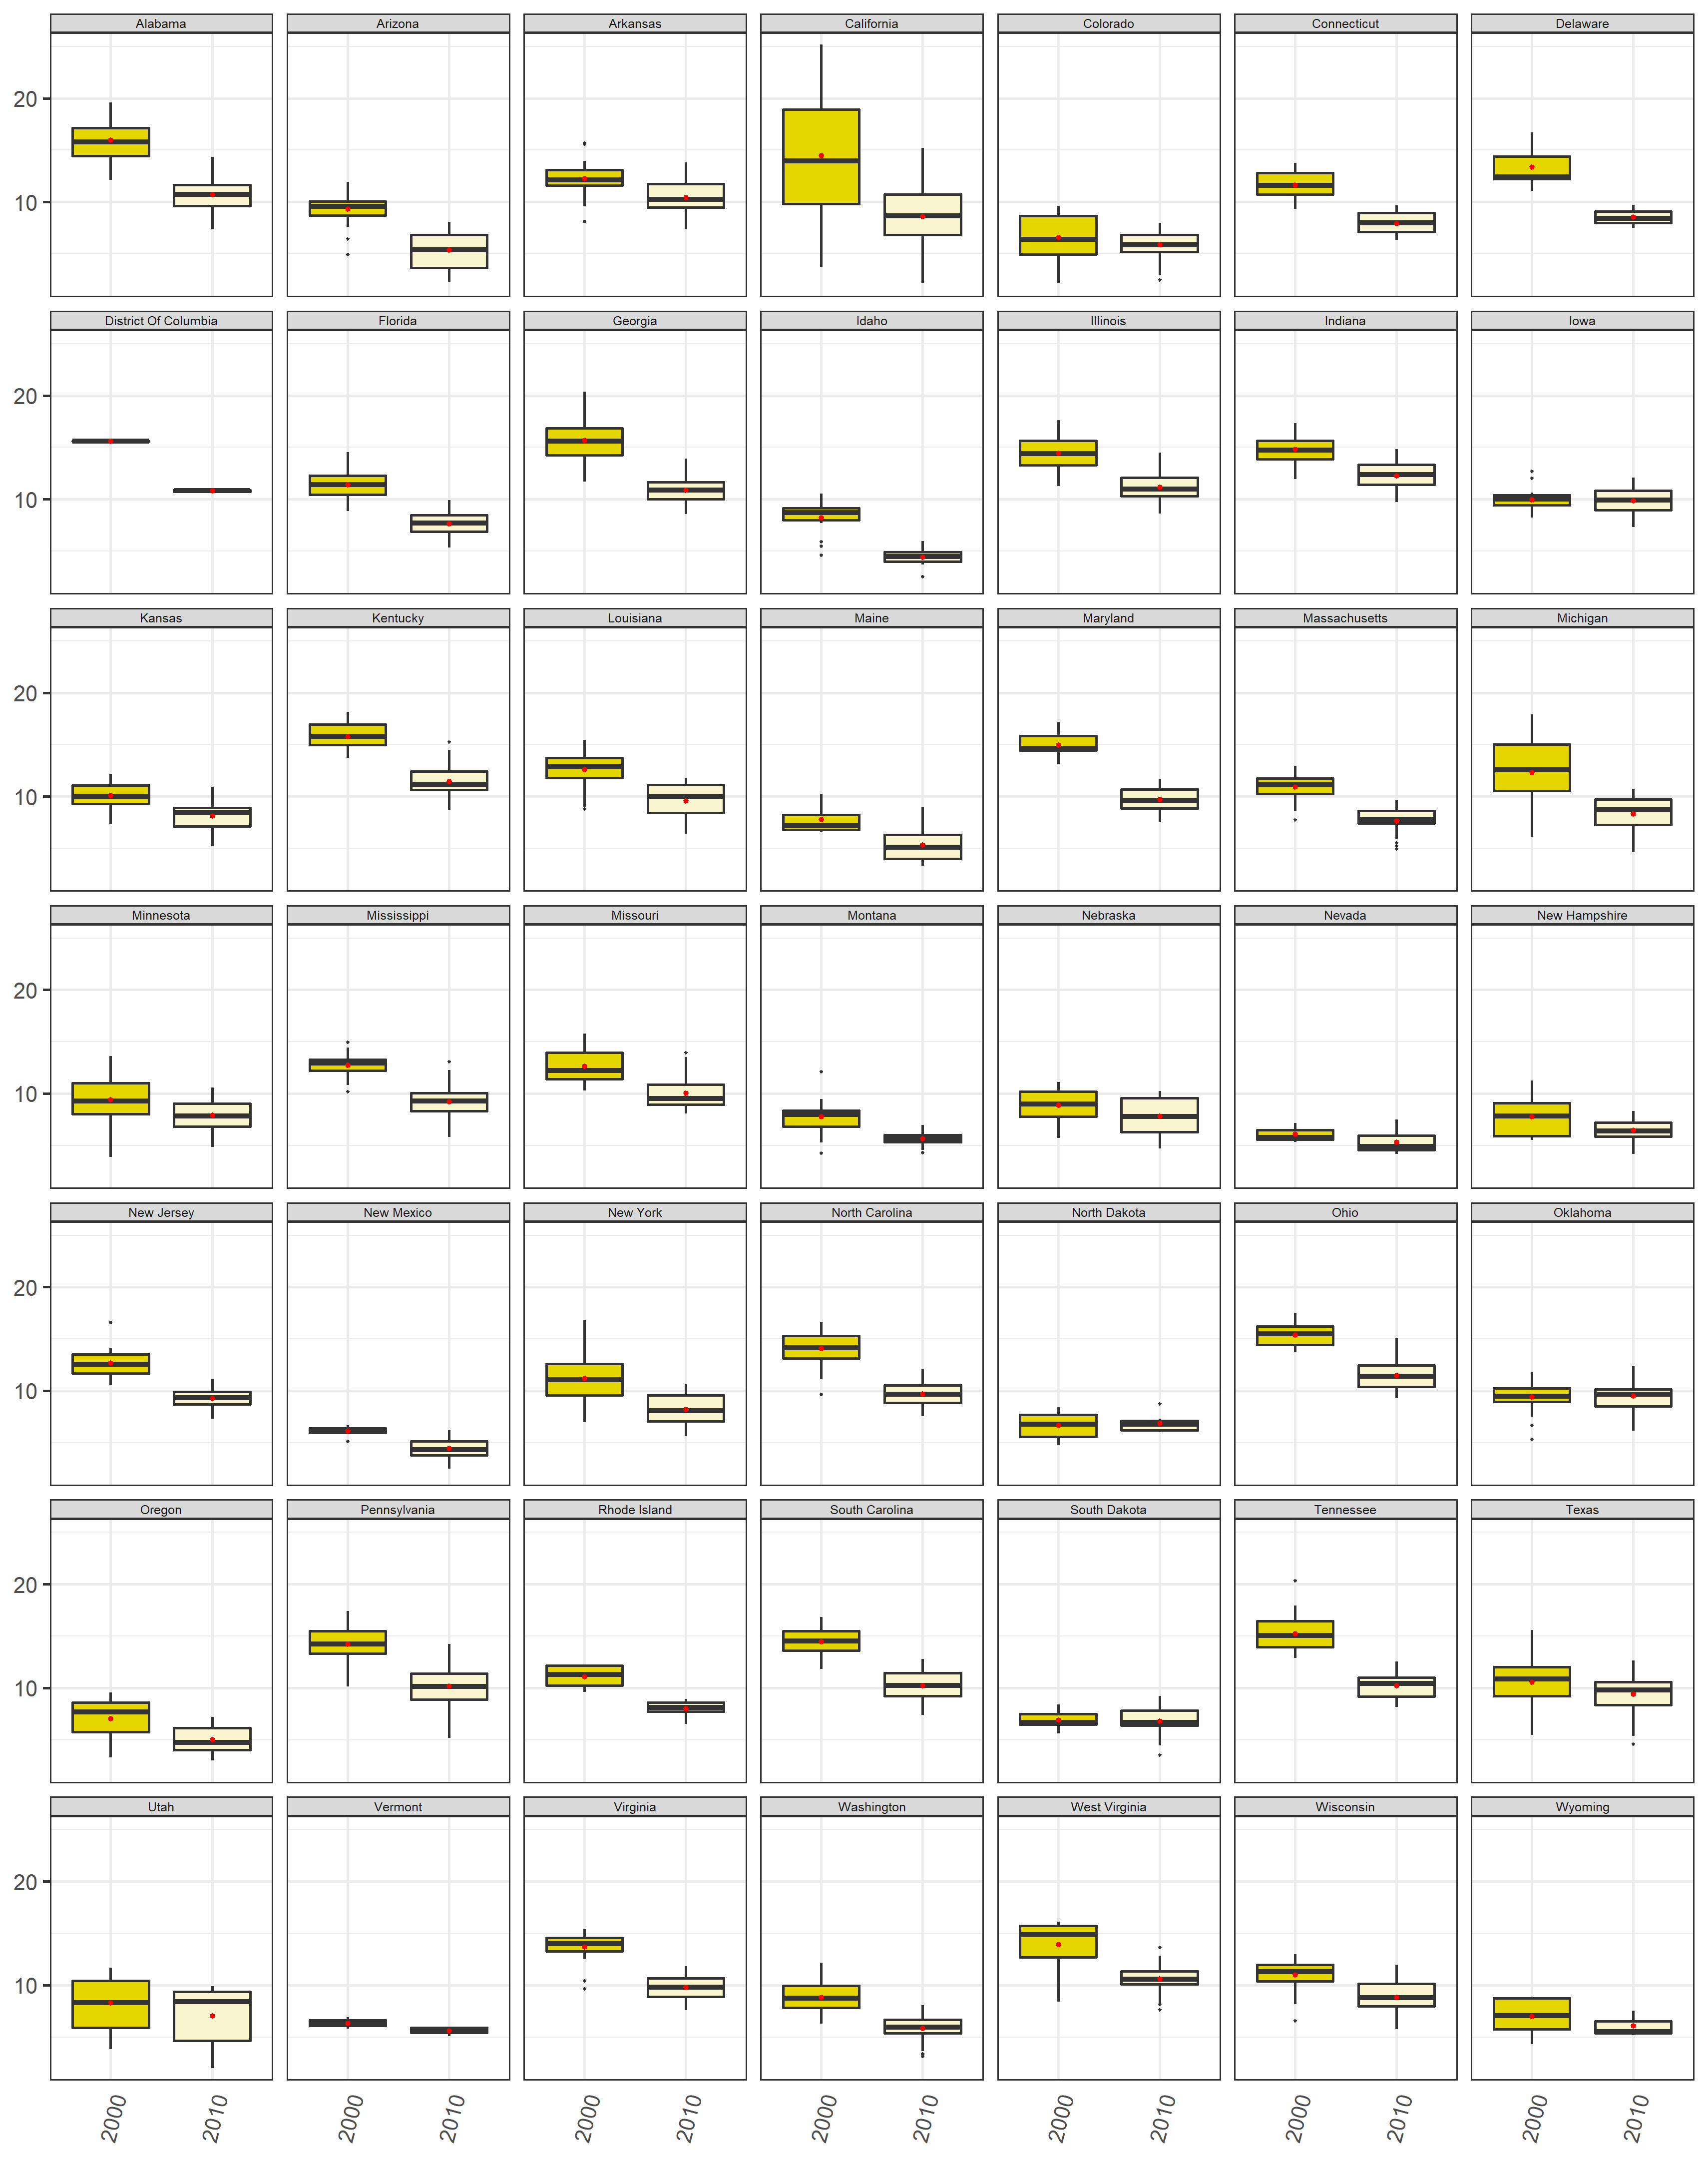 Alabama Arizona Arkansas California Colorado Connecticut Delaware
20
10
District Of Columbia Florida Georgia Idaho Illinois Indiana Iowa
20
10
Kansas Kentucky Louisiana Maine Maryland Massachusetts Michigan
20
10
Minnesota Mississippi Missouri Montana Nebraska Nevada New Hampshire
20
10
New Jersey New Mexico New York North Carolina North Dakota Ohio Oklahoma
20
10
Oregon Pennsylvania Rhode Island South Carolina South Dakota Tennessee Texas
20
10
Utah Vermont Virginia Washington West Virginia Wisconsin Wyoming
20
10
2000 2010 2000 2010 2000 2010 2000 2010 2000 2010 2000 2010 2000 2010